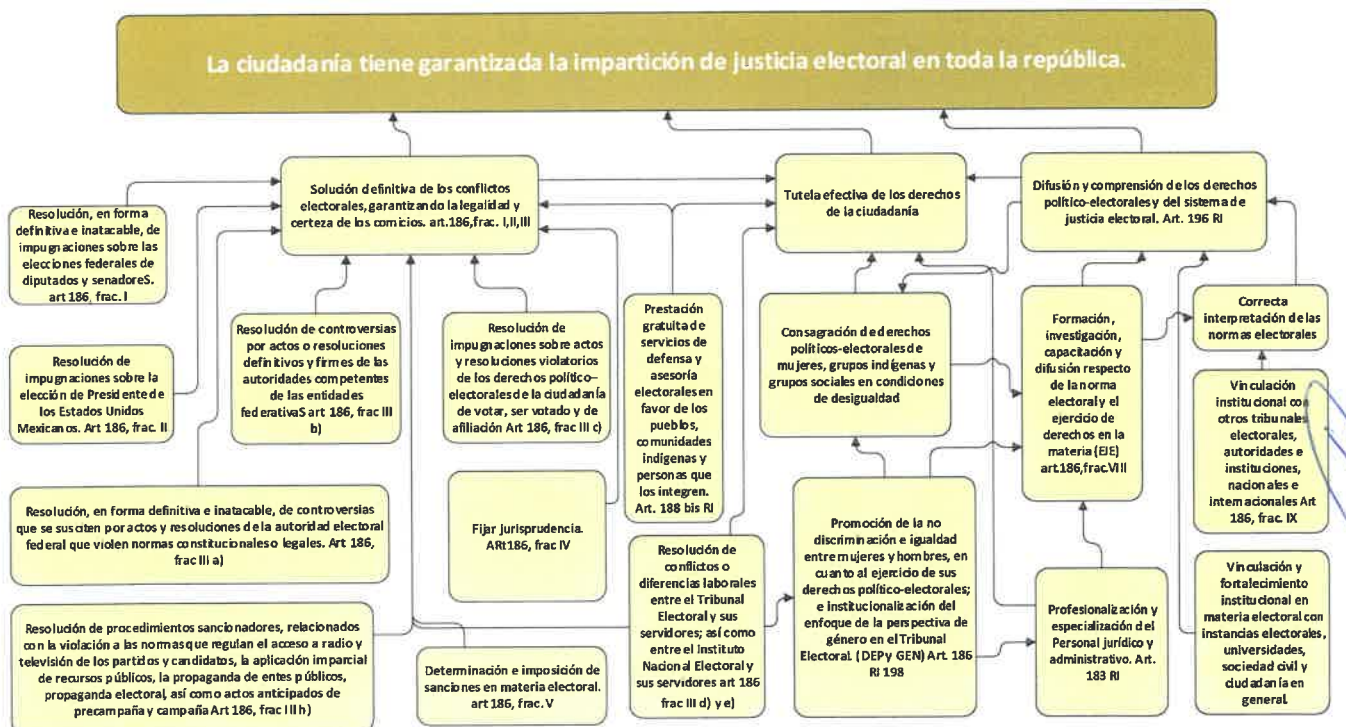 La ciudadanía tiene garantizada la impartición de justicia electoral en toda la república.
Solución definitiva de los conflictos
electorales, garantizando la legalidad y
certeza de los comicios. art.186,frac. I,II,III
Tutela efectiva de los derechos
de la ciudadanía
Difusión y comprensión de los derechos
político-electorales y del sistema de
justicia electoral. Art. 196 RI
Resolución, en forma
definitiva e inatacable, de
impugnaciones sobre las
elecciones federales de
diputados y senadoreS.
art 186, frac. I
Resolución de
impugnaciones sobre la
elección de Presidente de
los Estados Unidos
Mexicanos. Art 186, frac. II
Resolución de controversias
por actos o resoluciones
definitivos y firmes de las
autoridades competentes
de las entidades
federativaS art 186, frac III
b)
Resolución de
impugnaciones sobre actos
y resoluciones violatorios
de los derechos político–
electorales de la ciudadanía
de votar, ser votado y de
afiliación Art 186, frac III c)
Prestación
gratuita de
servicios de
defensa y
asesoría
electorales en
favor de los
pueblos,
comunidades
indígenas y
personas que
los integren.
Art. 188 bis RI
Consagración de derechos
políticos-electorales de
mujeres, grupos indígenas y
grupos sociales en condiciones
de desigualdad
Formación,
investigación,
capacitación y
difusión respecto
de la norma
electoral y el
ejercicio de
derechos en la
materia (EJE)
art186,frac.VIII
Correcta
interpretación de las
normas electorales
Vinculación
institucional con
otros tribunales
electorales,
autoridades e
instituciones,
nacionales e
internacionales Art
186, frac. IX
Resolución, en forma definitiva e inatacable, de controversias
que se susciten por actos y resoluciones de la autoridad electoral
federal que violen normas constitucionales o legales. Art 186,
frac III a)
Fijar jurisprudencia.
ARt186, frac IV
Resolución de
conflictos o
diferencias laborales
entre el Tribunal
Electoral y sus
servidores; así como
entre el Instituto
Nacional Electoral y
sus servidores art 186
frac III d) y e)
Promoción de la no
discriminación e igualdad
entre mujeres y hombres, en
cuanto al ejercicio de sus
derechos político-electorales;
e institucionalización del
enfoque de la perspectiva de
género en el Tribunal
Electoral. (DEPy GEN) Art. 186
RI 198
Profesionalización y
especialización del
Personal jurídico y
administrativo. Art.
183 RI
Vinculación y
fortalecimiento
institucional en
materia electoral con
instancias electorales,
universidades,
sociedad civil y
ciudadanía en
general.
Resolución de procedimientos sancionadores, relacionados
con la violación a las normas que regulan el acceso a radio y
televisión de los partidos y candidatos, la aplicación imparcial
de recursos públicos, la propaganda de entes públicos,
propaganda electoral, así como actos anticipados de
precampaña y campaña Art 186, frac III h)
Determinación e imposición de
sanciones en materia electoral.
art 186, frac. V